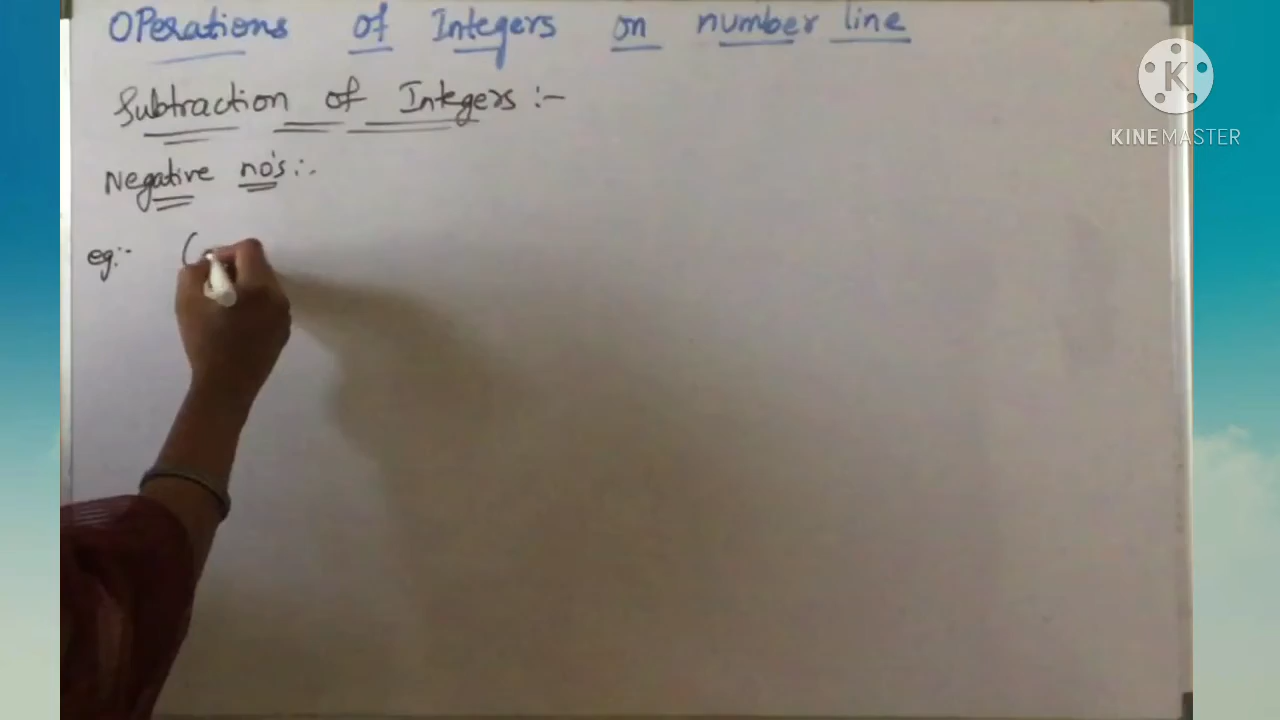 Operations of Integers on number line
Subtraction of Integers :-
Negative no's :-
eg:- (
K
KINEMASTER